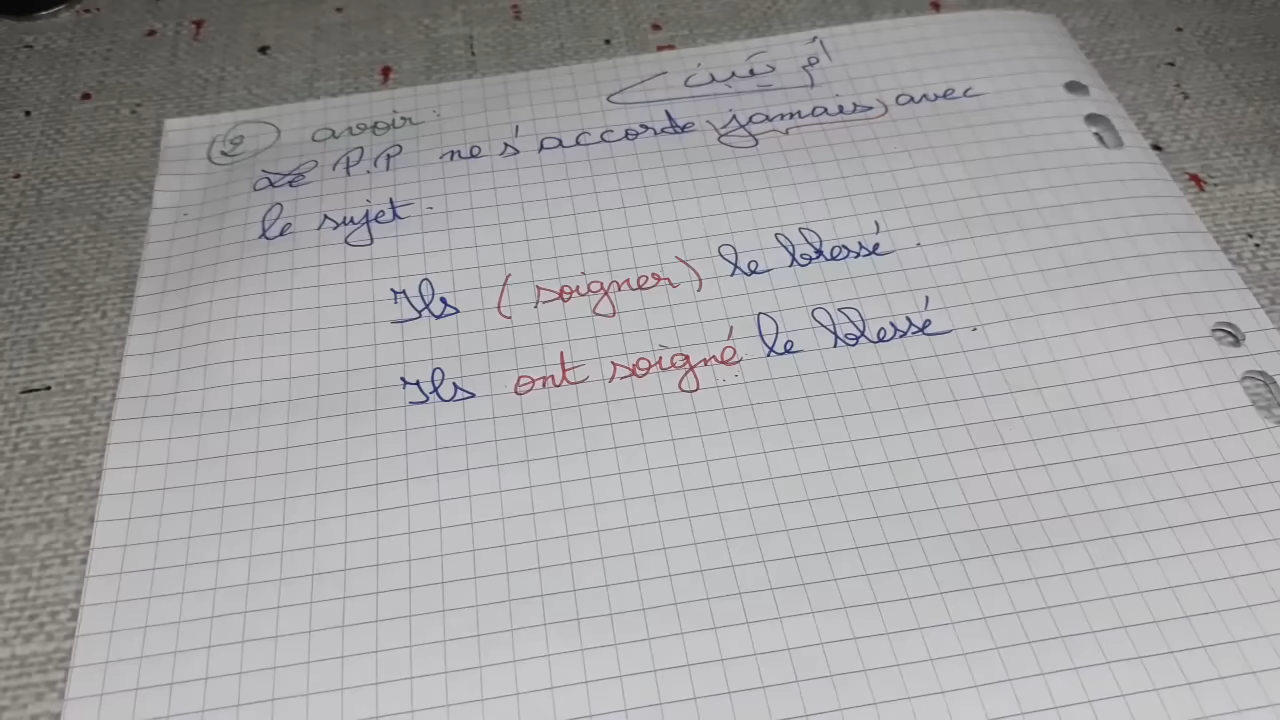 أم يقين
② avoir:
Le P.P ne s'accorde jamais avec
le sujet.
Ils (soigner) le blessé.
Ils ont soigné le blessé.